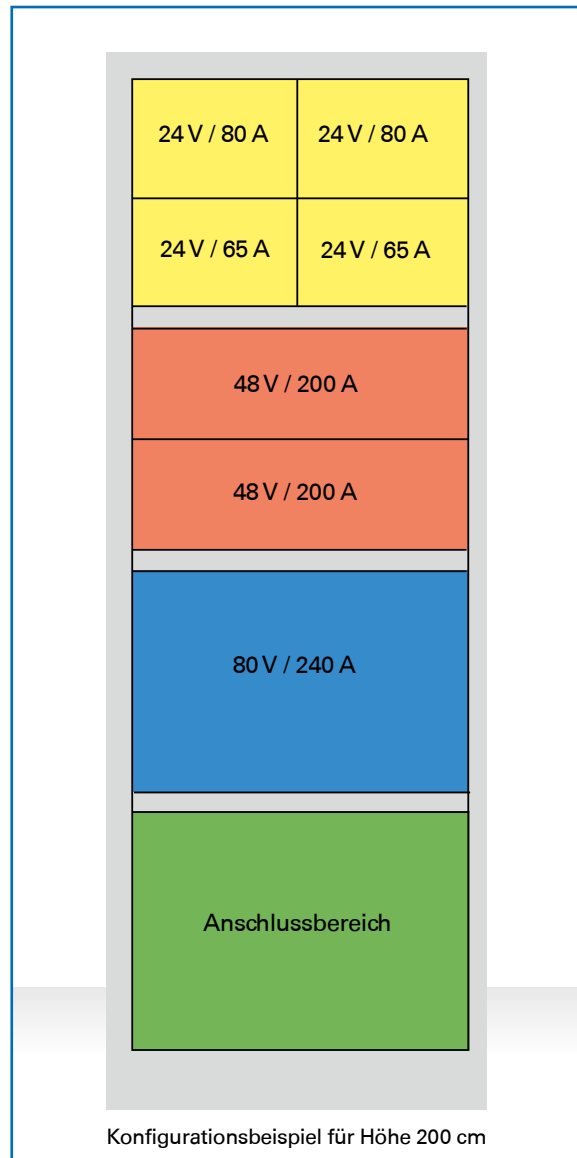 24 V / 80 A 24 V / 80 A
24 V / 65 A 24 V / 65 A
48 V / 200 A
48 V / 200 A
80 V / 240 A
Anschlussbereich
Konfigurationsbeispiel für Höhe 200 cm